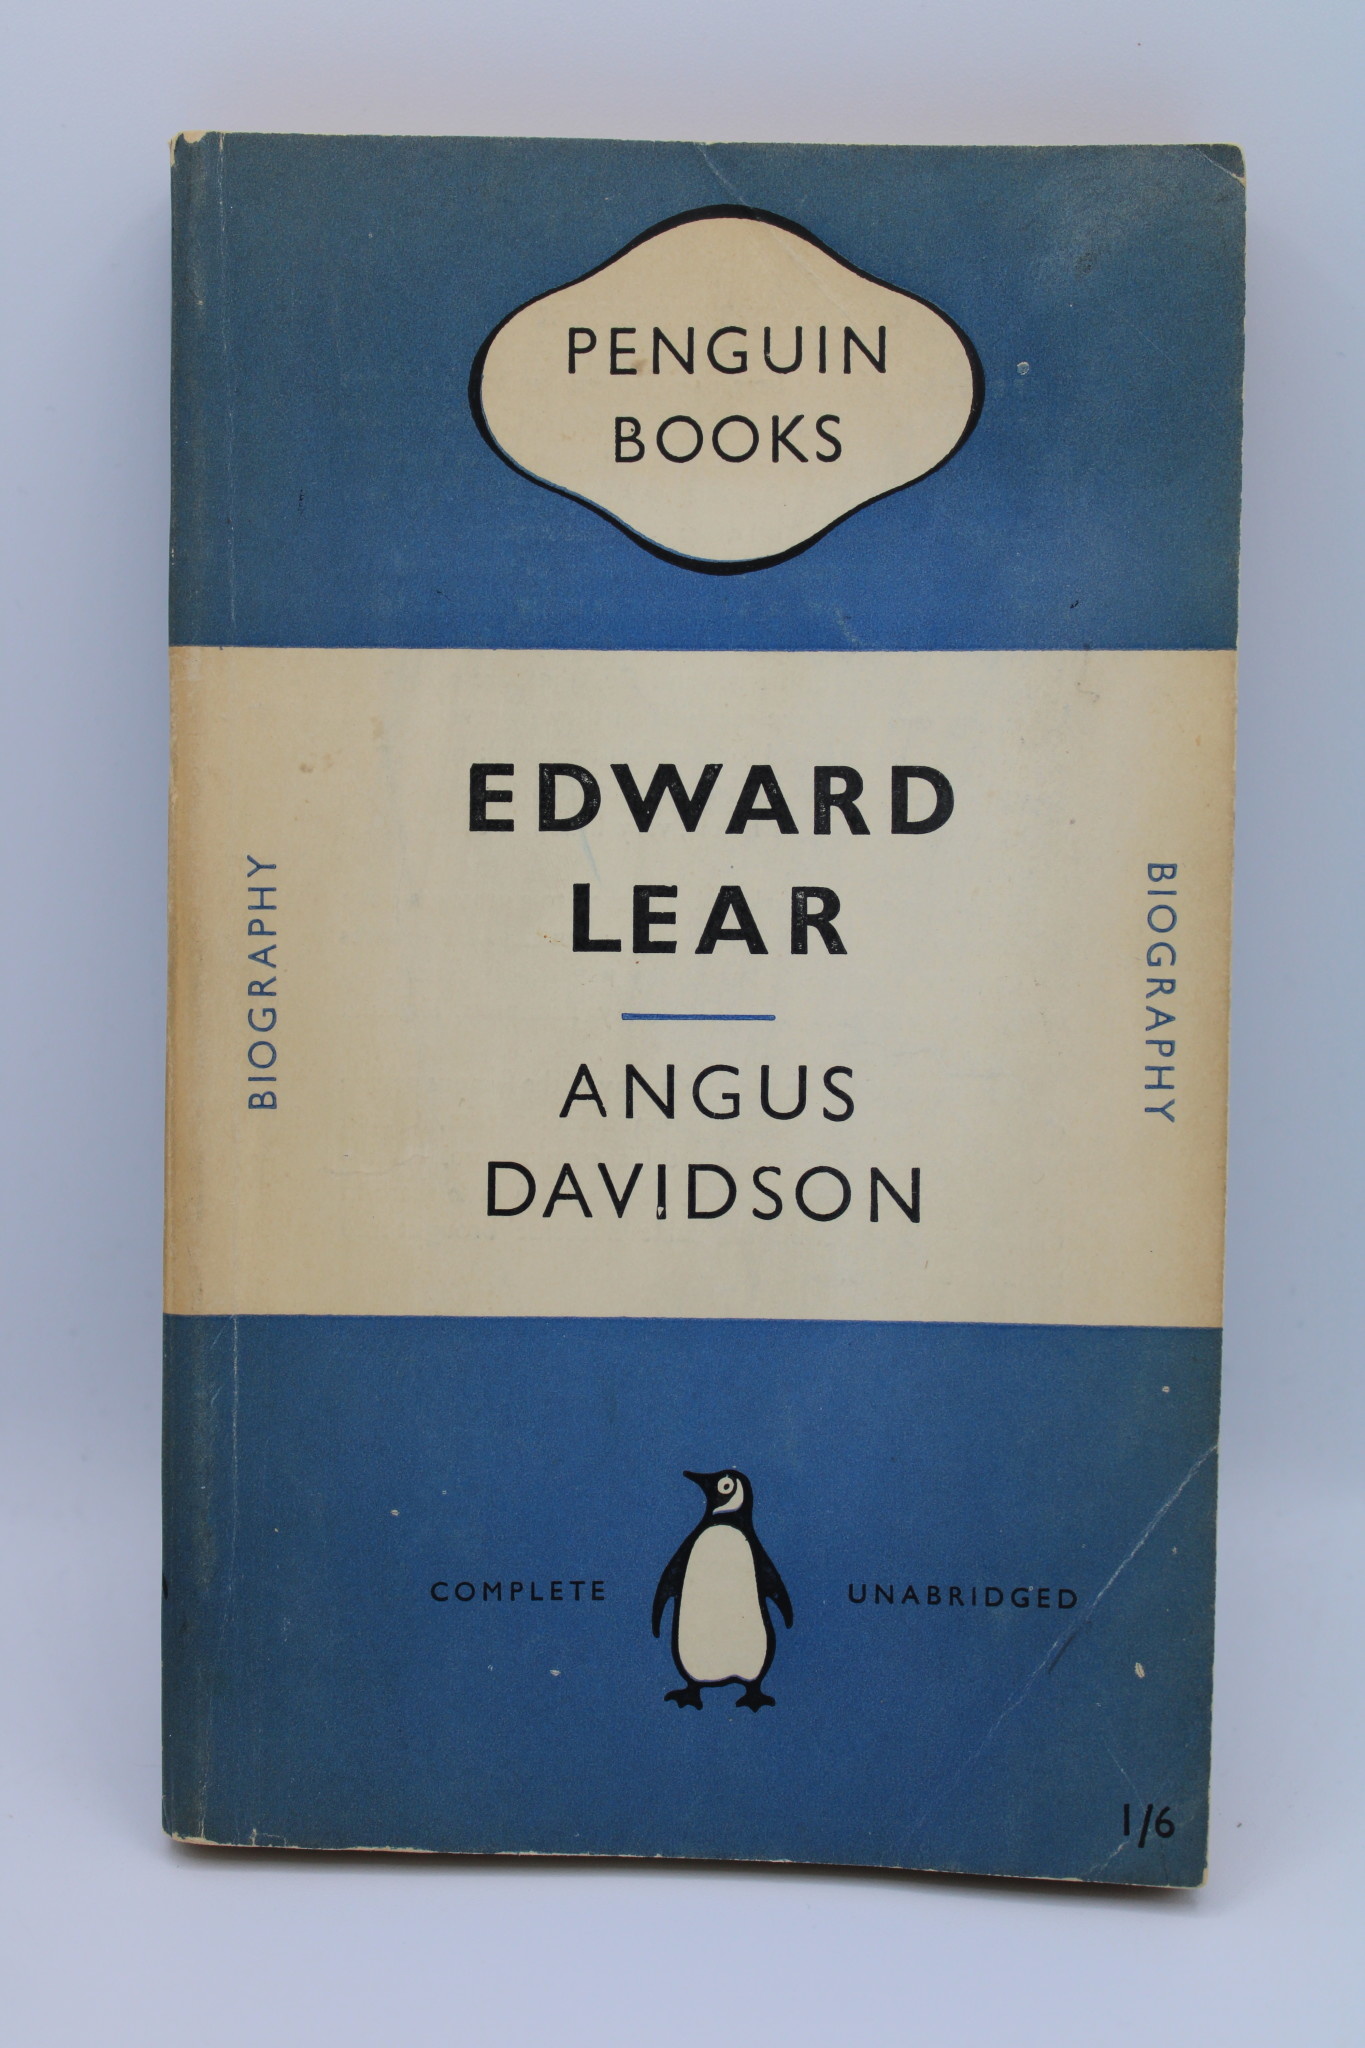 PENGUIN
BOOKS
EDWARD
LEAR
BIOGRAPHY
BIOGRAPHY
ANGUS
DAVIDSON
COMPLETE UNABRIDGED
1/6